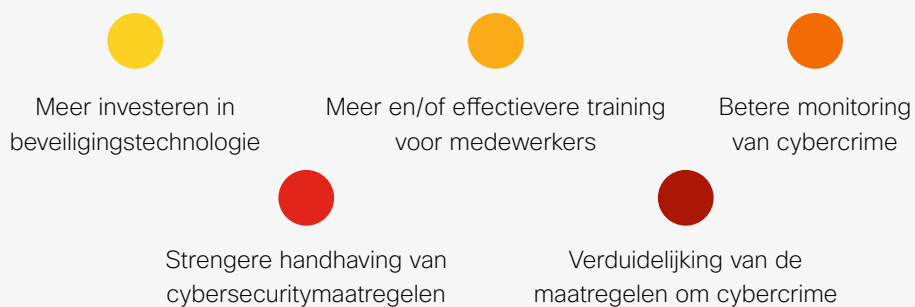 Meer investeren in
beveiligingstechnologie
Meer en/of effectievere training
voor medewerkers
Betere monitoring
van cybercrime
Strengere handhaving van
cybersecuritymaatregelen
Verduidelijking van de
maatregelen om cybercrime